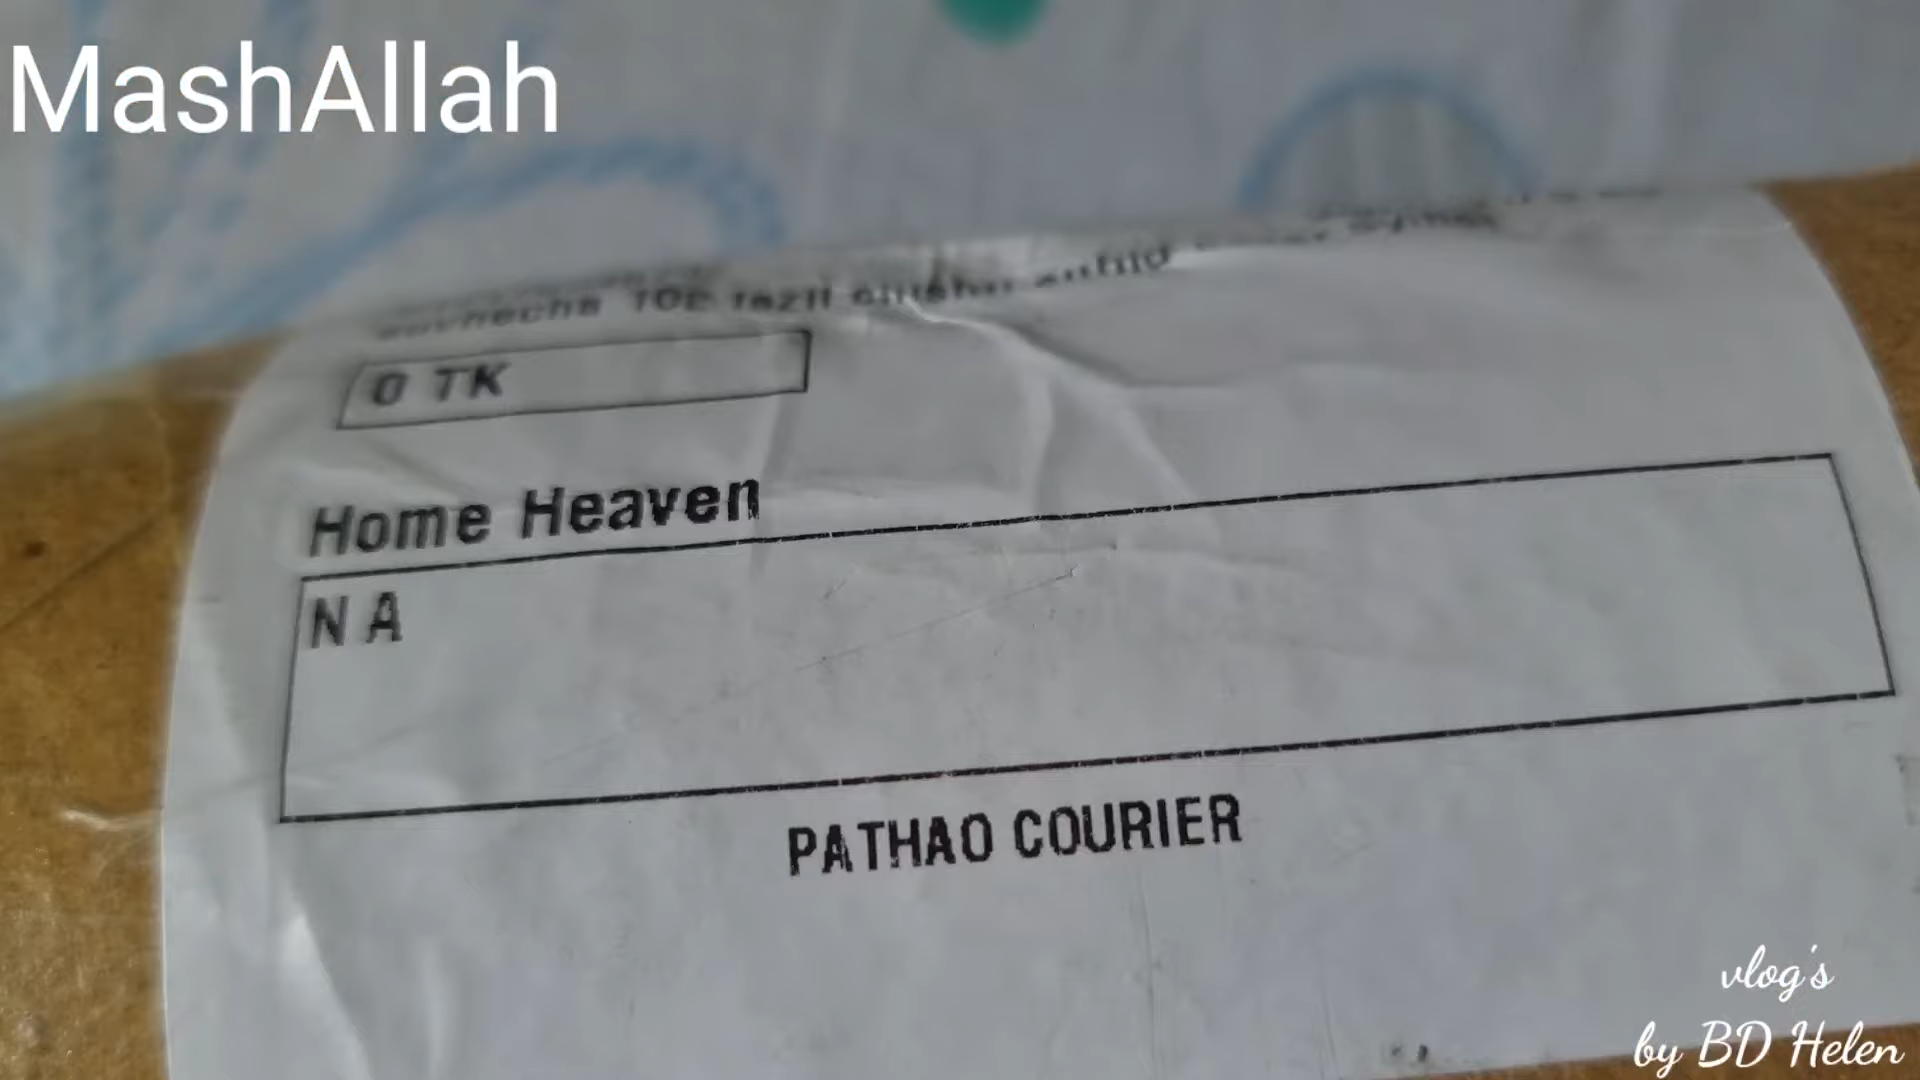 MashAllah
0 TK
Home Heaven
N A
PATHAO COURIER
vlog's
by BD Helen